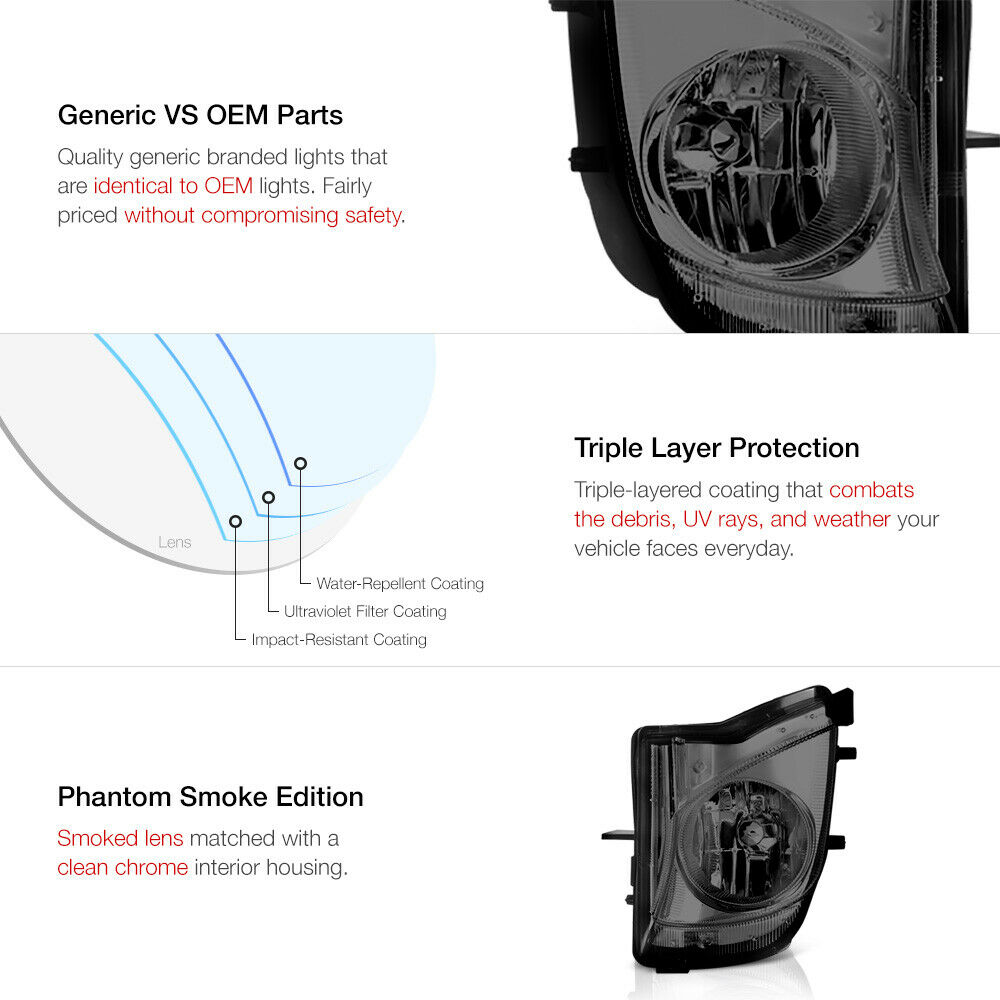 Generic VS OEM Parts
Quality generic branded lights that
are identical to OEM lights. Fairly
priced without compromising safety.
Triple Layer Protection
Triple-layered coating that combats
the debris, UV rays, and weather your
vehicle faces everyday.
Lens
Water-Repellent Coating
Ultraviolet Filter Coating
Impact-Resistant Coating
Phantom Smoke Edition
Smoked lens matched with a
clean chrome interior housing.